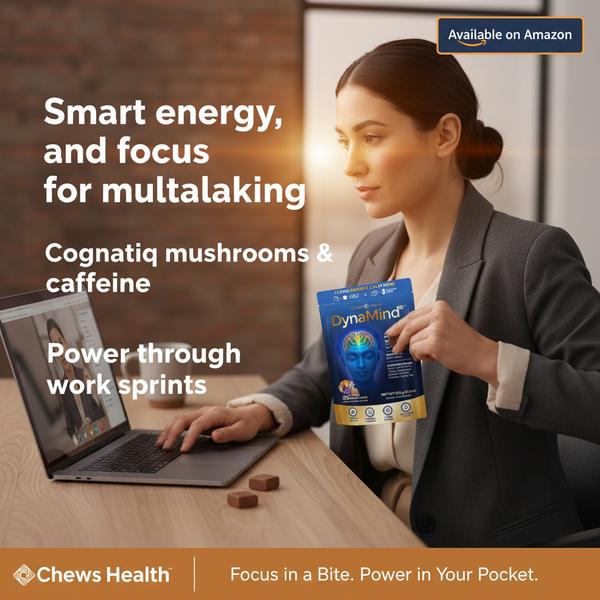 Available on Amazon
Smart energy,
and focus
for multalaking
Cognatiq mushrooms &
caffeine
DynaMind
Power through
work sprints
Chews Health™
Focus in a Bite. Power in Your Pocket.